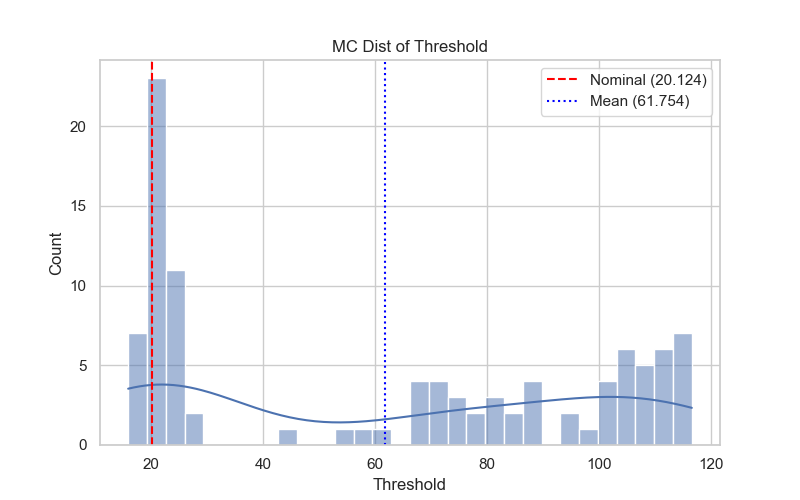 MC Dist of Threshold
Nominal (20.124)
Mean (61.754)
Count
20
15
10
5
0
20 40 60 80 100 120
Threshold